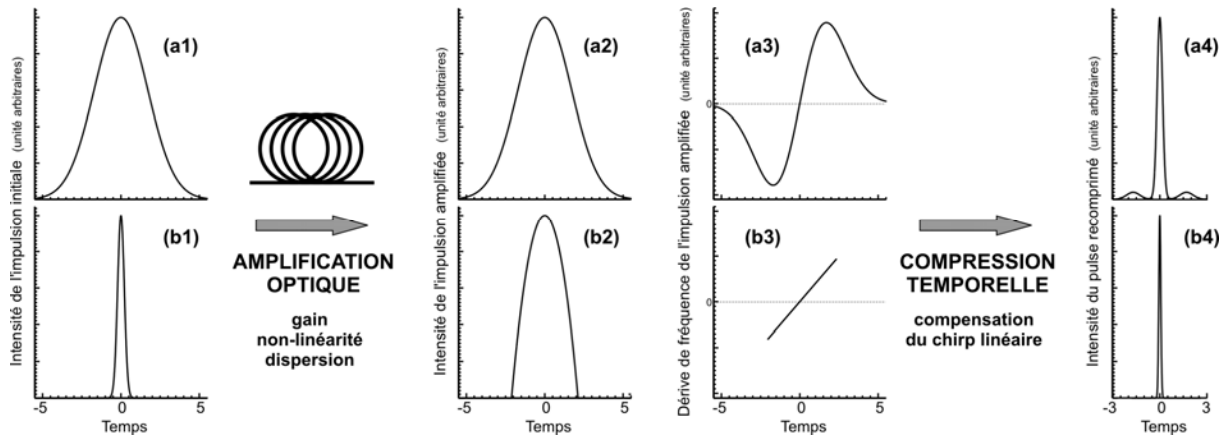 Intensité de l'impulsion initiale (unité arbitraires)
(a1)
(b1)
-5 0 5
Temps
AMPLIFICATION
OPTIQUE
gain
non-linéarité
dispersion
Intensité de l'impulsion amplifiée (unité arbitraires)
(a2)
(b2)
-5 0 5
Temps
Dérive de fréquence de l'impulsion amplifiée (unité arbitraires)
0
(a3)
0
(b3)
-5 0 5
Temps
COMPRESSION
TEMPORELLE
compensation
du chirp linéaire
Intensité du pulse recomprimé (unité arbitraires)
(a4)
(b4)
-3 0 3
Temps